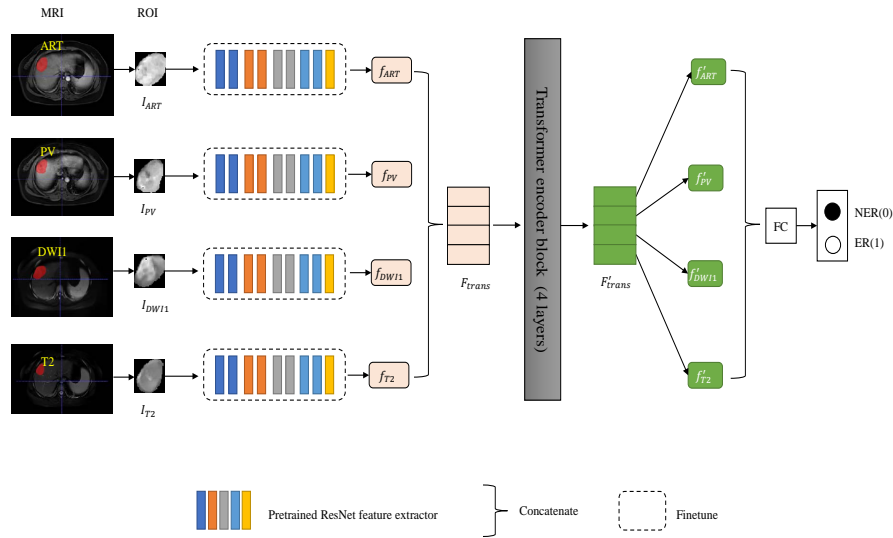 MRI ROI
ART
I_ART
f_ART
PV
I_PV
f_PV
DWI1
I_DWI1
f_DWI1
T2
I_T2
f_T2
F_trans
Transformer encoder block (4 layers)
F'_trans
f'_ART
f'_PV
f'_DWI1
f'_T2
FC
NER(0)
ER(1)
Pretrained ResNet feature extractor
Concatenate
Finetune